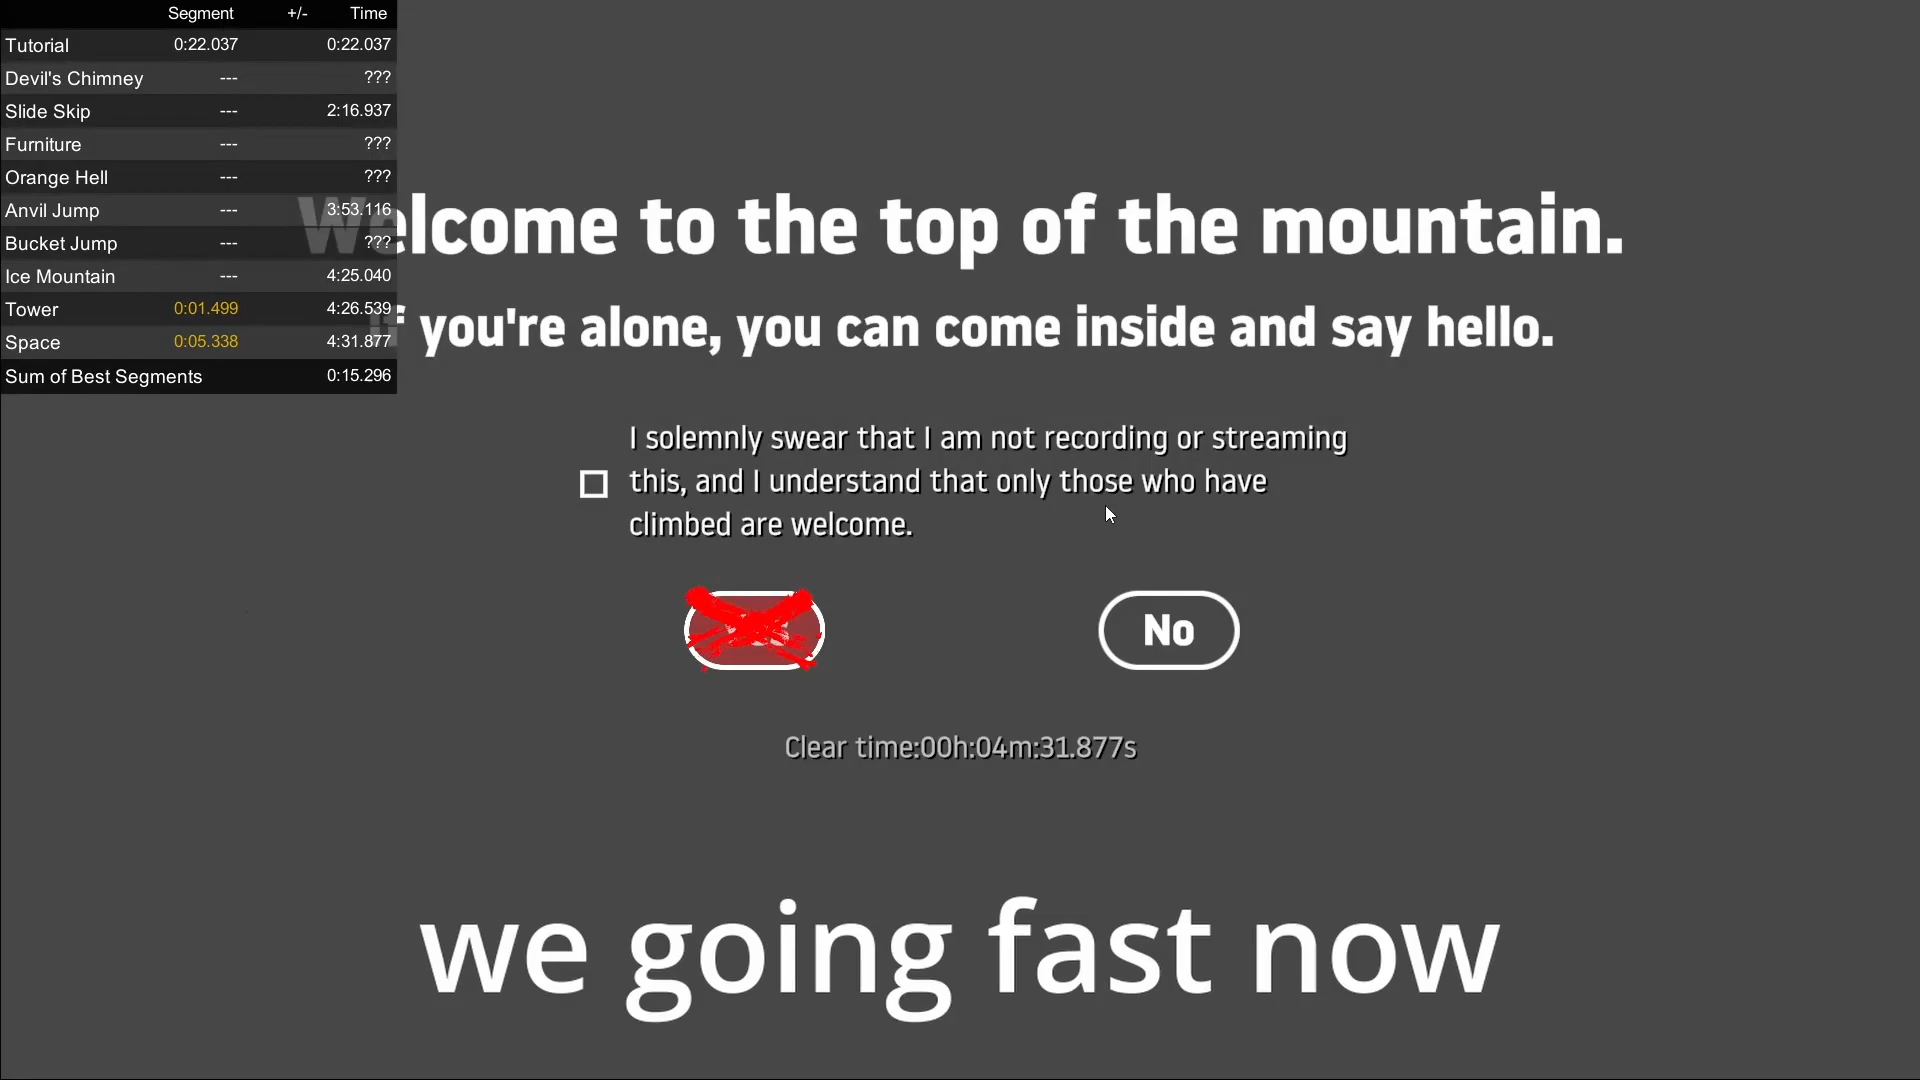 Segment +/- Time
Tutorial 0:22.037 0:22.037
Devil's Chimney --- ???
Slide Skip --- 2:16.937
Furniture --- ???
Orange Hell --- ???
Anvil Jump --- 3:53.116
Bucket Jump --- ???
Ice Mountain --- 4:25.040
Tower 0:01.499 4:26.539
Space 0:05.338 4:31.877
Sum of Best Segments 0:15.296
Welcome to the top of the mountain.
If you're alone, you can come inside and say hello.
I solemnly swear that I am not recording or streaming
this, and I understand that only those who have
climbed are welcome.
No
Clear time:00h:04m:31.877s
we going fast now